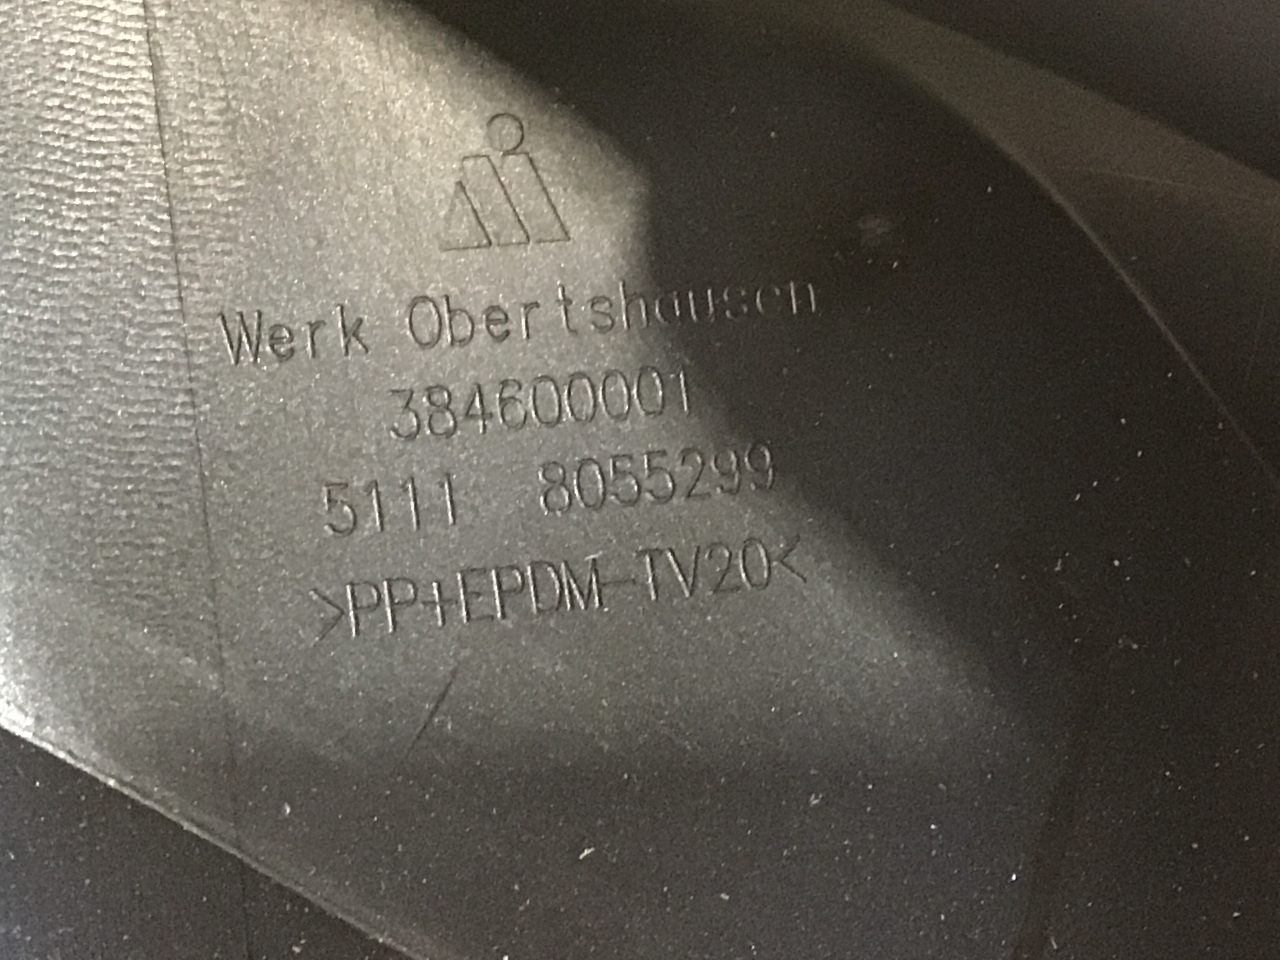 Werk Obertshausen
384600001
5111 8055299
>PP+EPDM-TV20<